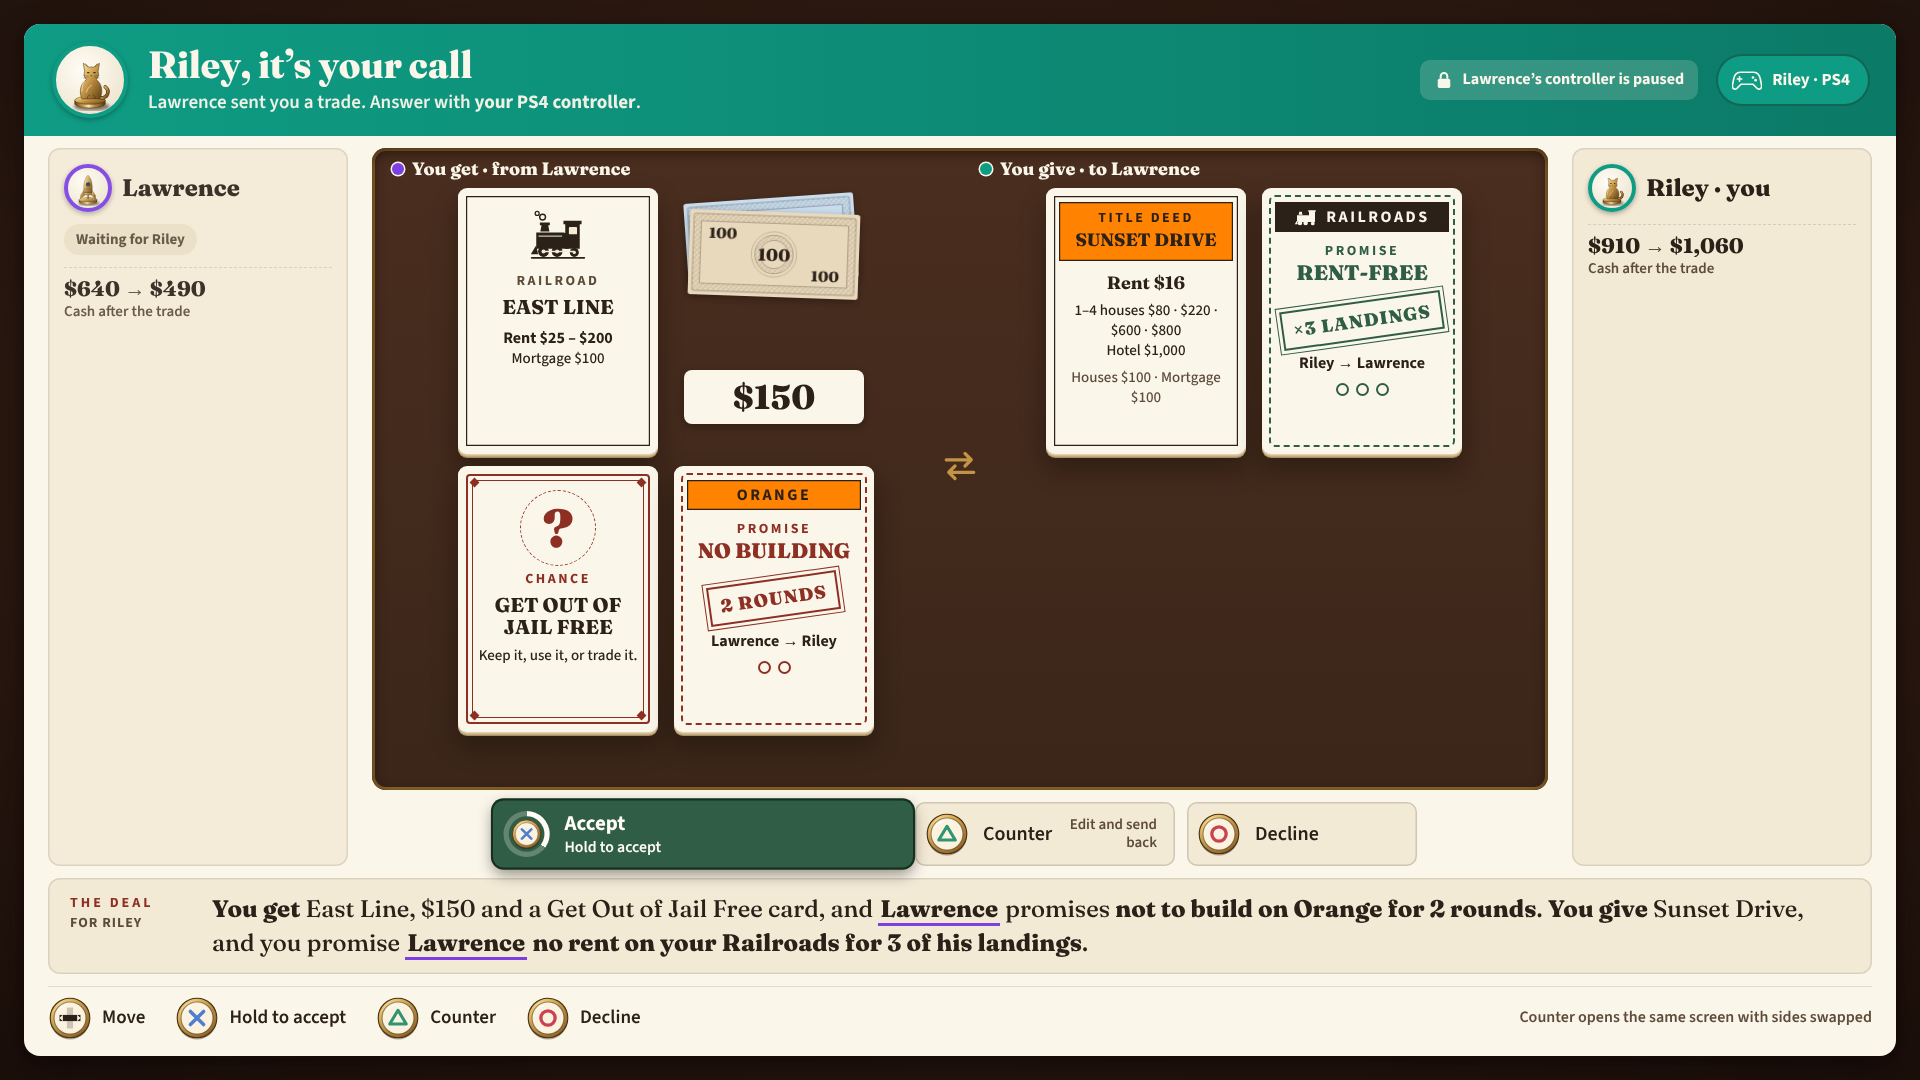 Riley, it's your call
Lawrence sent you a trade. Answer with your PS4 controller.
Lawrence's controller is paused
Riley · PS4
Lawrence
Waiting for Riley
$640 → $490
Cash after the trade
You get · from Lawrence
RAILROAD
EAST LINE
Rent $25 – $200
Mortgage $100
100
100
100
$150
CHANCE
GET OUT OF
JAIL FREE
Keep it, use it, or trade it.
ORANGE
PROMISE
NO BUILDING
2 ROUNDS
Lawrence → Riley
You give · to Lawrence
TITLE DEED
SUNSET DRIVE
Rent $16
1–4 houses $80 · $220 ·
$600 · $800
Hotel $1,000
Houses $100 · Mortgage
$100
RAILROADS
PROMISE
RENT-FREE
×3 LANDINGS
Riley → Lawrence
Riley · you
$910 → $1,060
Cash after the trade
Accept
Hold to accept
Counter
Edit and send
back
Decline
THE DEAL
FOR RILEY
You get East Line, $150 and a Get Out of Jail Free card, and Lawrence promises not to build on Orange for 2 rounds. You give Sunset Drive,
and you promise Lawrence no rent on your Railroads for 3 of his landings.
Move
Hold to accept
Counter
Decline
Counter opens the same screen with sides swapped